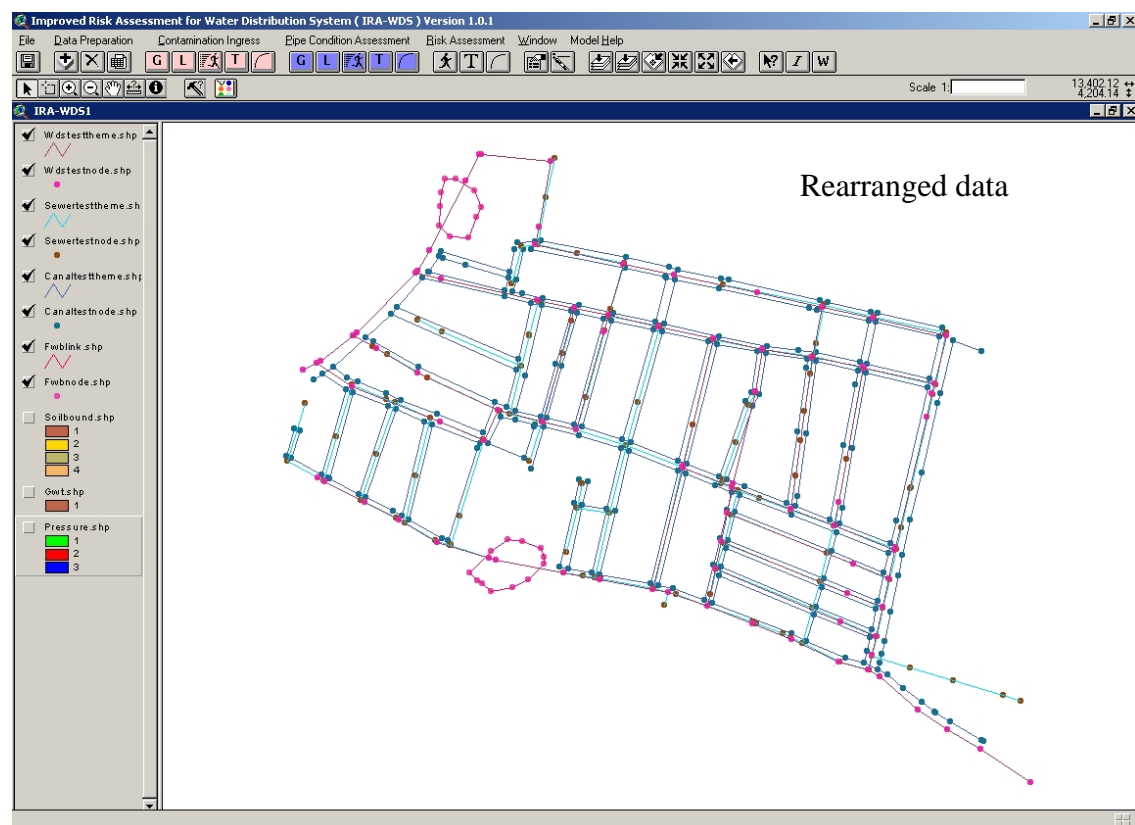 Improved Risk Assessment for Water Distribution System ( IRA-WDS ) Version 1.0.1
File Data Preparation Contamination Ingress Pipe Condition Assessment Risk Assessment Window Model Help
G L T G L T T I W
Scale 1: 13,402.12
4,204.14
IRA-WDS1
Wdstesttheme.shp
Wdstestnode.shp
Sewertesttheme.sh
Sewertestnode.shp
Canaltesttheme.shp
Canaltestnode.shp
Fwblink.shp
Fwbnode.shp
Soilbound.shp
1
2
3
4
Gwt.shp
1
Pressure.shp
1
2
3
Rearranged data